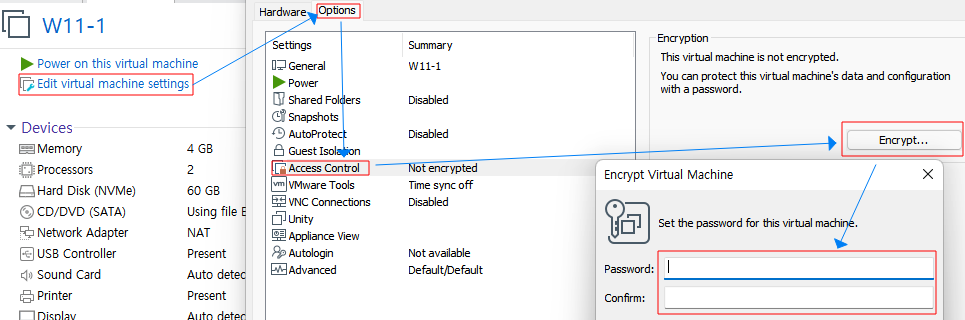 W11-1
Power on this virtual machine
Edit virtual machine settings
Devices
Memory 4 GB
Processors 2
Hard Disk (NVMe) 60 GB
CD/DVD (SATA) Using file E
Network Adapter NAT
USB Controller Present
Sound Card Auto detec
Printer Present
Display Auto detec
Hardware Options
Settings Summary
General W11-1
Power
Shared Folders Disabled
Snapshots
AutoProtect Disabled
Guest Isolation
Access Control Not encrypted
VMware Tools Time sync off
VNC Connections Disabled
Unity
Appliance View
Autologin Not available
Advanced Default/Default
Encryption
This virtual machine is not encrypted.
You can protect this virtual machine's data and configuration
with a password.
Encrypt...
Encrypt Virtual Machine
Set the password for this virtual machine.
Password:
Confirm: